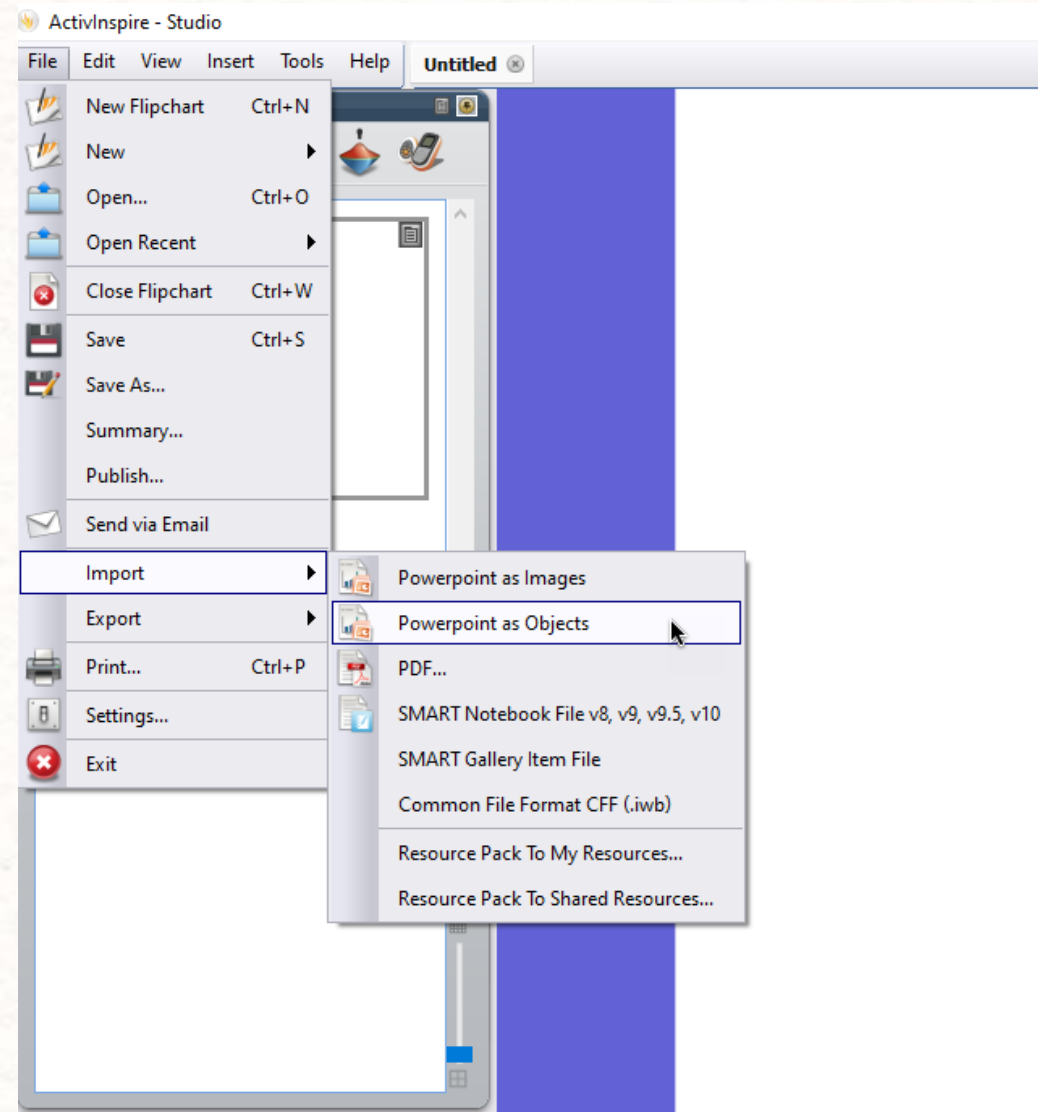 ActivInspire - Studio
File Edit View Insert Tools Help Untitled
New Flipchart Ctrl+N
New
Open... Ctrl+O
Open Recent
Close Flipchart Ctrl+W
Save Ctrl+S
Save As...
Summary...
Publish...
Send via Email
Import
Export
Print... Ctrl+P
Settings...
Exit
Powerpoint as Images
Powerpoint as Objects
PDF...
SMART Notebook File v8, v9, v9.5, v10
SMART Gallery Item File
Common File Format CFF (.iwb)
Resource Pack To My Resources...
Resource Pack To Shared Resources...